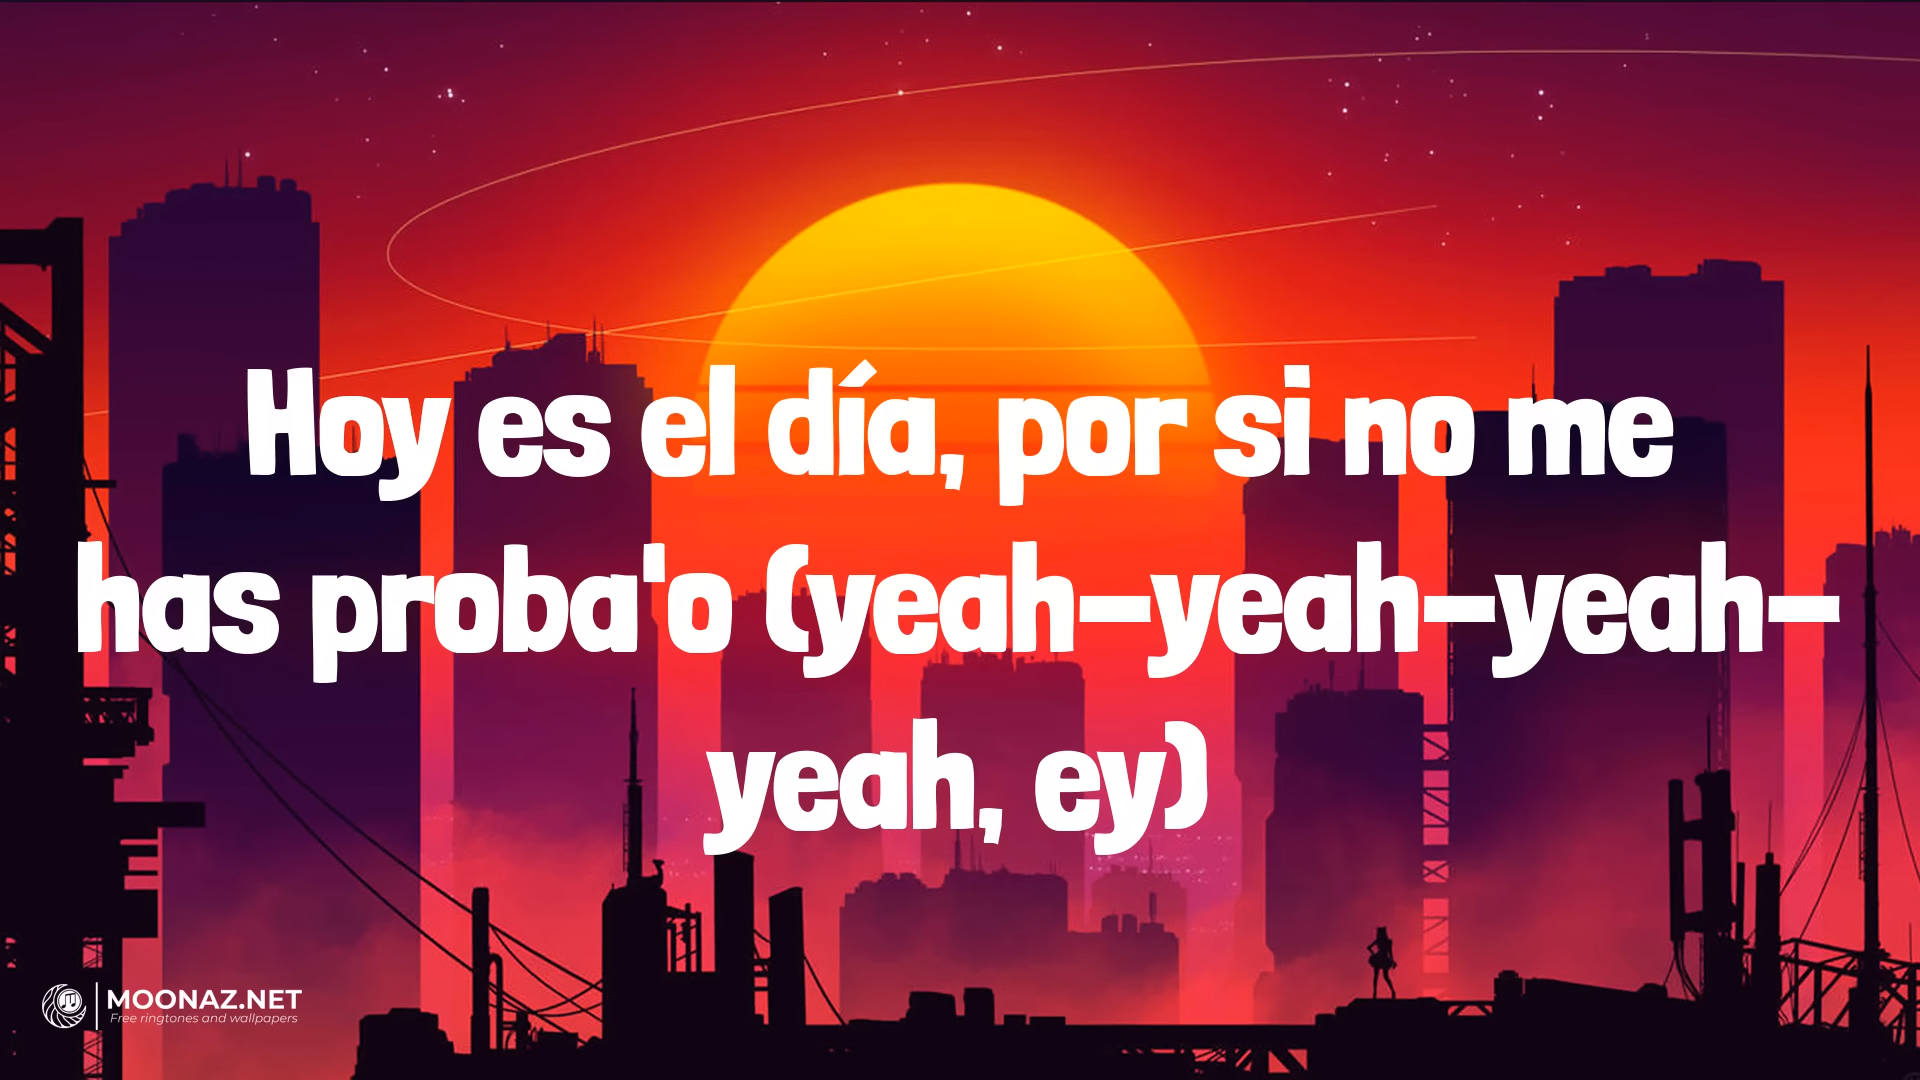 Hoy es el día, por si no me
has proba'o (yeah-yeah-yeah-
yeah, ey)
MOONAZ.NET
Free ringtones and wallpapers